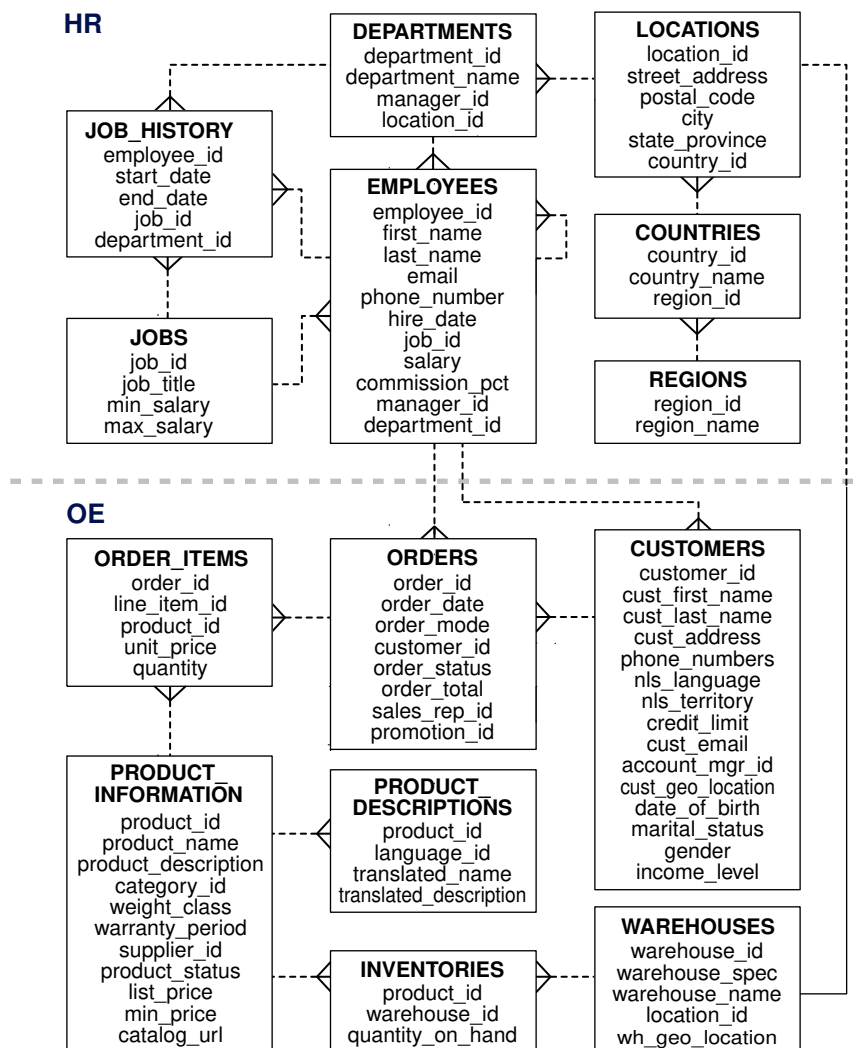 HR
DEPARTMENTS
department_id
department_name
manager_id
location_id
LOCATIONS
location_id
street_address
postal_code
city
state_province
country_id
JOB_HISTORY
employee_id
start_date
end_date
job_id
department_id
EMPLOYEES
employee_id
first_name
last_name
email
phone_number
hire_date
job_id
salary
commission_pct
manager_id
department_id
COUNTRIES
country_id
country_name
region_id
JOBS
job_id
job_title
min_salary
max_salary
REGIONS
region_id
region_name
OE
ORDER_ITEMS
order_id
line_item_id
product_id
unit_price
quantity
ORDERS
order_id
order_date
order_mode
customer_id
order_status
order_total
sales_rep_id
promotion_id
CUSTOMERS
customer_id
cust_first_name
cust_last_name
cust_address
phone_numbers
nls_language
nls_territory
credit_limit
cust_email
account_mgr_id
cust_geo_location
date_of_birth
marital_status
gender
income_level
PRODUCT_
INFORMATION
product_id
product_name
product_description
category_id
weight_class
warranty_period
supplier_id
product_status
list_price
min_price
catalog_url
PRODUCT_
DESCRIPTIONS
product_id
language_id
translated_name
translated_description
INVENTORIES
product_id
warehouse_id
quantity_on_hand
WAREHOUSES
warehouse_id
warehouse_spec
warehouse_name
location_id
wh_geo_location